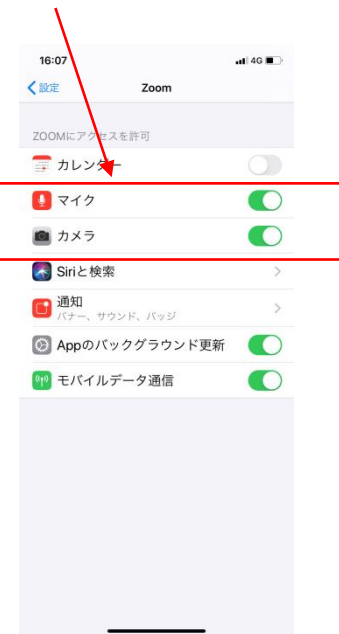 16:07
4G
設定
Zoom
ZOOMにアクセスを許可
カレンダー
マイク
カメラ
Siriと検索
通知
バナー、サウンド、バッジ
Appのバックグラウンド更新
モバイルデータ通信